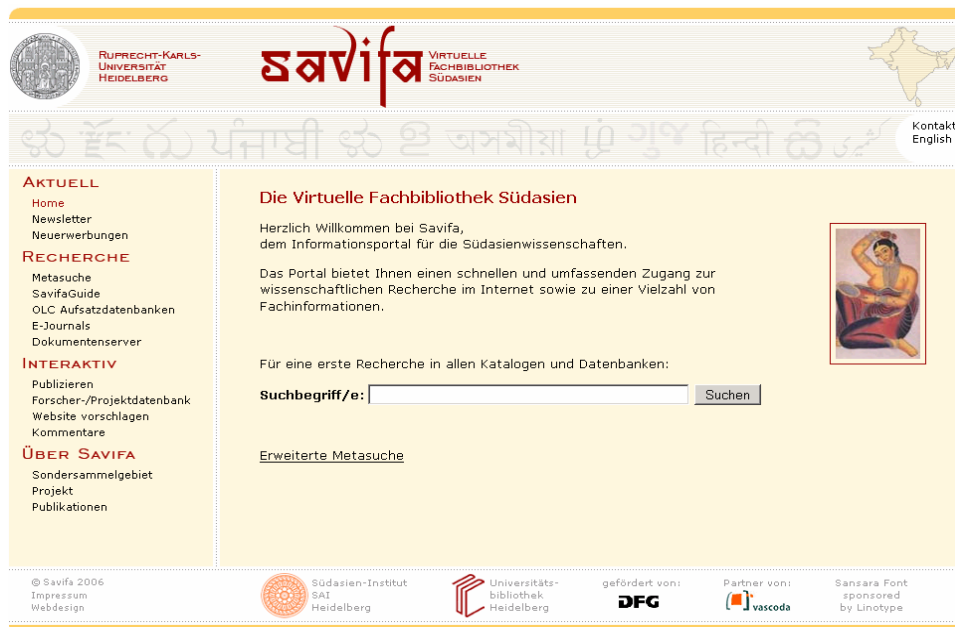 RUPRECHT-KARLS-
UNIVERSITÄT
HEIDELBERG
savifa
VIRTUELLE
FACHBIBLIOTHEK
SÜDASIEN
ਪੰਜਾਬੀ
অসমীয়া
ગુજ
हिन्दी
Kontakt
English
AKTUELL
Home
Newsletter
Neuerwerbungen
RECHERCHE
Metasuche
SavifaGuide
OLC Aufsatzdatenbanken
E-Journals
Dokumentenserver
INTERAKTIV
Publizieren
Forscher-/Projektdatenbank
Website vorschlagen
Kommentare
ÜBER SAVIFA
Sondersammelgebiet
Projekt
Publikationen
Die Virtuelle Fachbibliothek Südasien
Herzlich Willkommen bei Savifa,
dem Informationsportal für die Südasienwissenschaften.
Das Portal bietet Ihnen einen schnellen und umfassenden Zugang zur
wissenschaftlichen Recherche im Internet sowie zu einer Vielzahl von
Fachinformationen.
Für eine erste Recherche in allen Katalogen und Datenbanken:
Suchbegriff/e:
Suchen
Erweiterte Metasuche
© Savifa 2006
Impressum
Webdesign
Südasien-Institut
SAI
Heidelberg
Universitäts-
bibliothek
Heidelberg
gefördert von:
DFG
Partner von:
vascoda
Sansara Font
sponsored
by Linotype